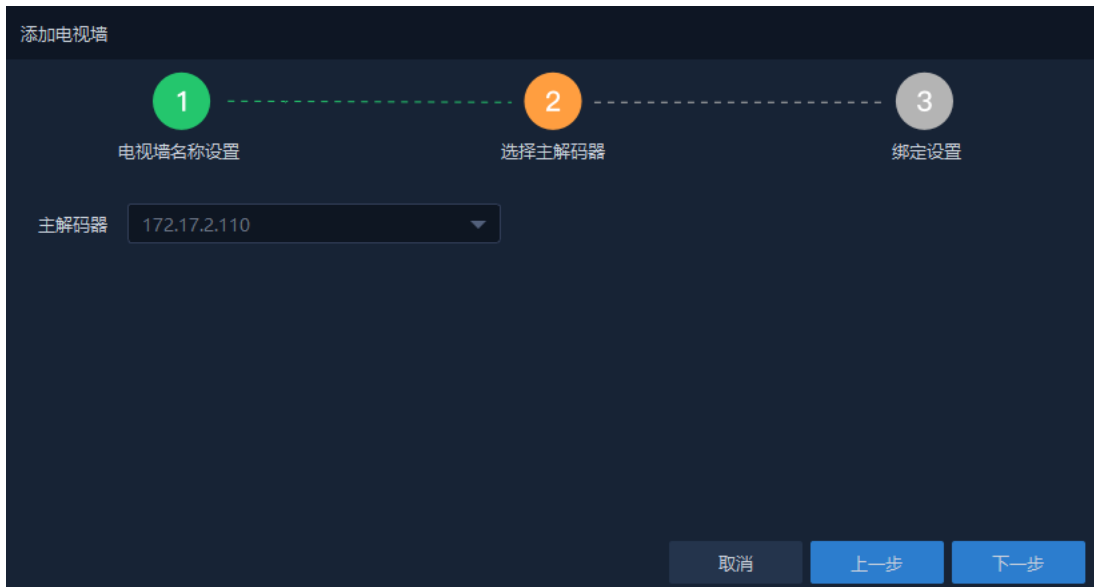 添加电视墙
1 2 3
电视墙名称设置 选择主解码器 绑定设置
主解码器 172.17.2.110
取消 上一步 下一步